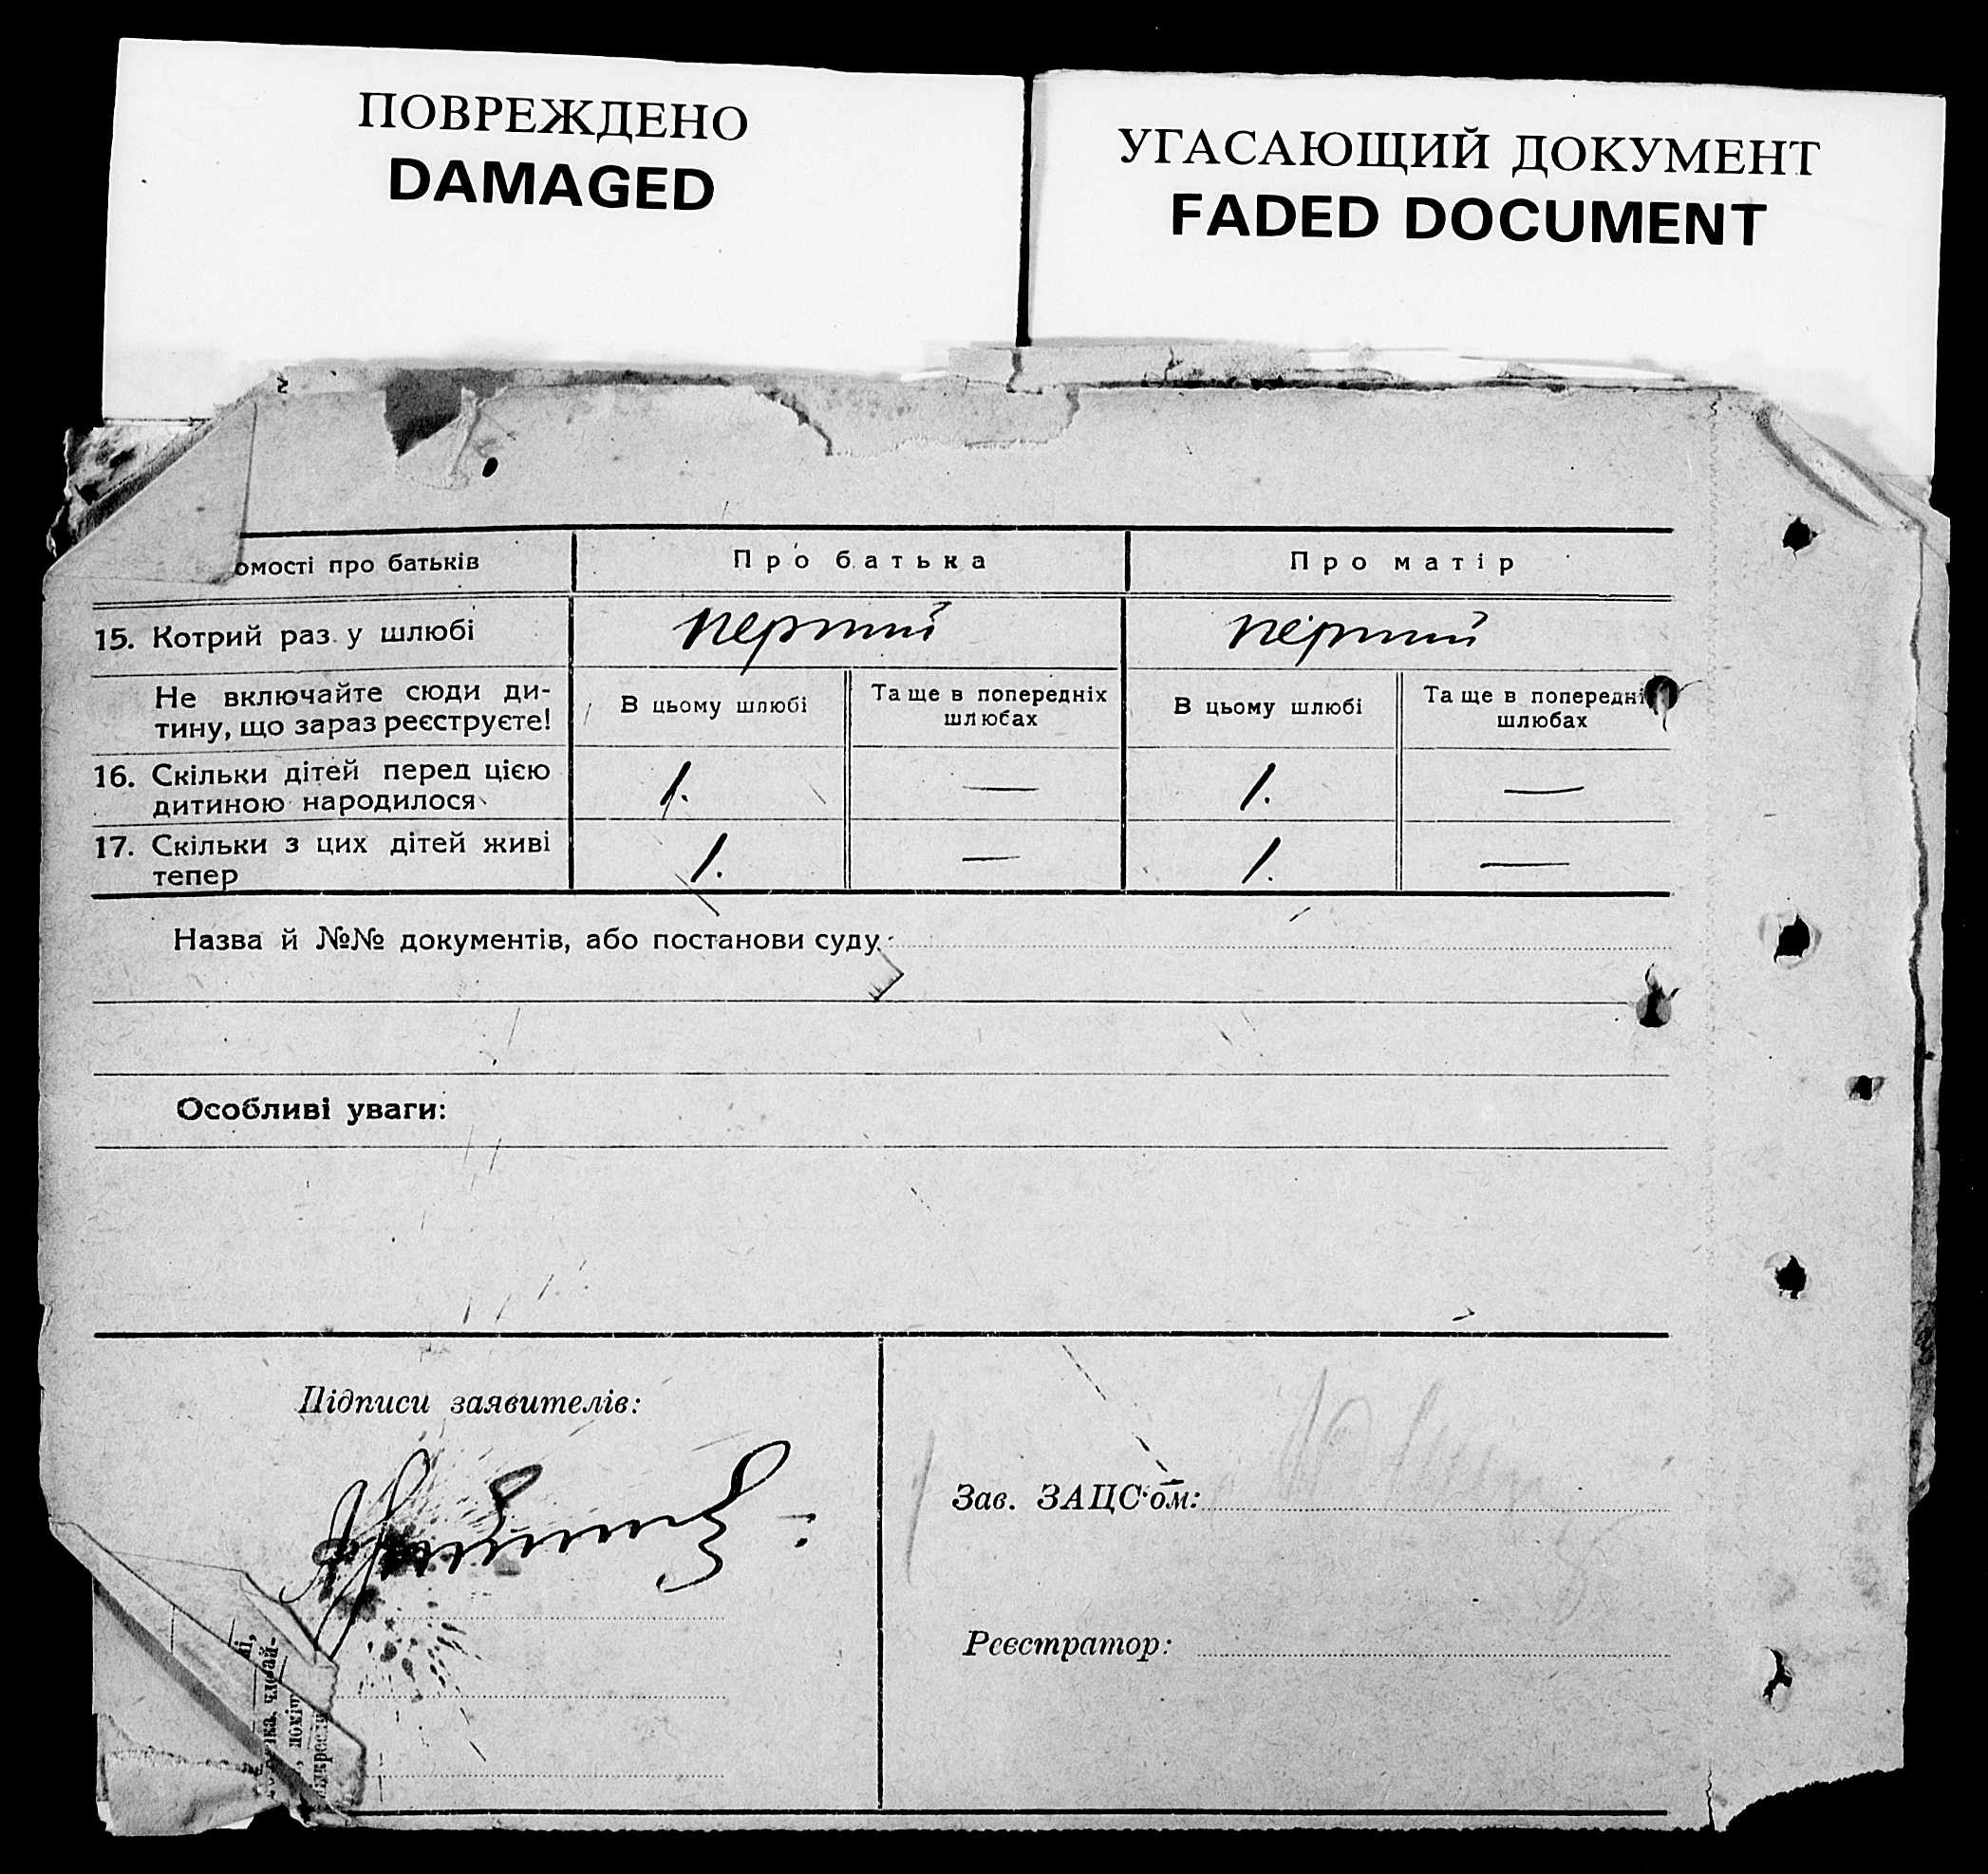 ПОВРЕЖДЕНО
DAMAGED
УГАСАЮЩИЙ ДОКУМЕНТ
FADED DOCUMENT
омості про батьків
Про батька
Про матір
15. Котрий раз у шлюбі
перший
перший
Не включайте сюди ди-
тину, що зараз реєструєте!
В цьому шлюбі
Та ще в попередніх
шлюбах
В цьому шлюбі
Та ще в попередні
шлюбах
16. Скільки дітей перед цією
дитиною народилося
1.
—
1.
—
17. Скільки з цих дітей живі
тепер
1.
—
1.
—
Назва й №№ документів, або постанови суду
Особливі уваги:
Підписи заявителів:
Зав. ЗАЦС'ом:
Реєстратор: